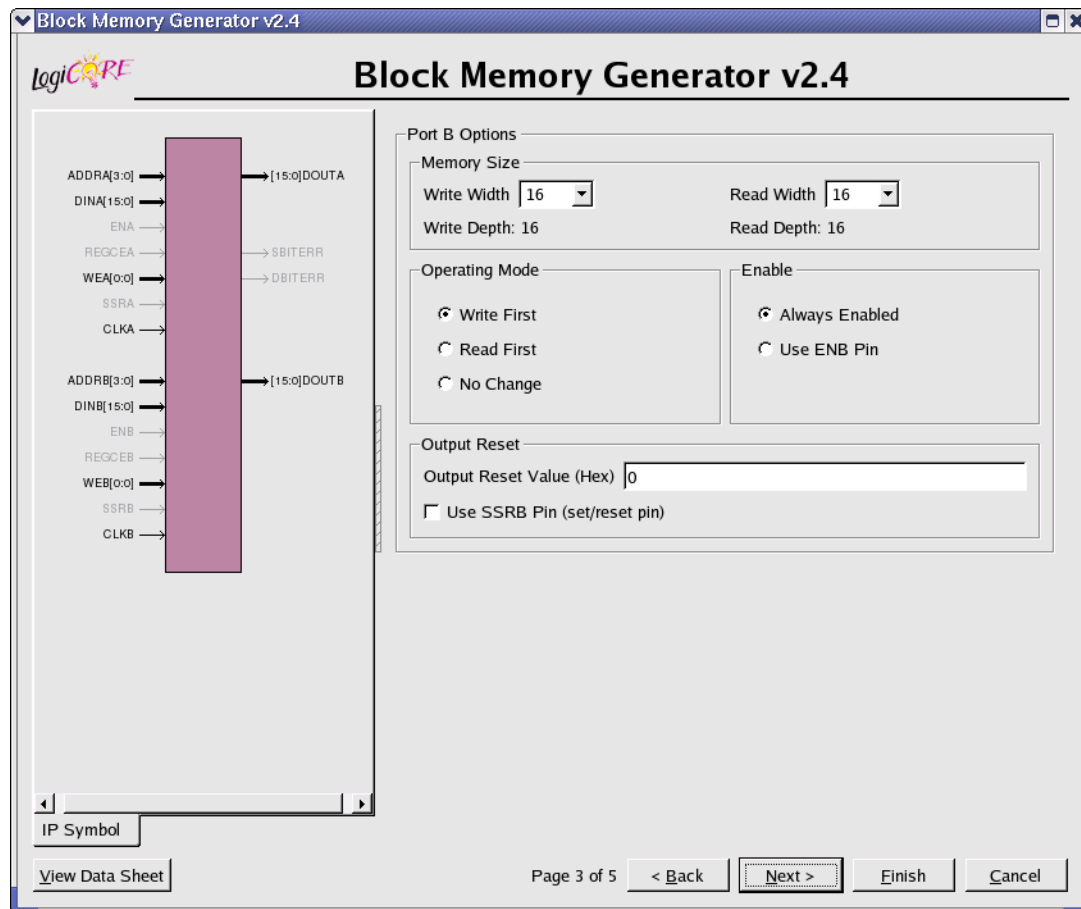 Block Memory Generator v2.4
LogiCORE
Block Memory Generator v2.4
ADDRA[3:0]
[15:0]DOUTA
DINA[15:0]
ENA
REGCEA
SBITERR
WEA[0:0]
DBITERR
SSRA
CLKA
ADDRB[3:0]
[15:0]DOUTB
DINB[15:0]
ENB
REGCEB
WEB[0:0]
SSRB
CLKB
IP Symbol
Port B Options
Memory Size
Write Width 16 Read Width 16
Write Depth: 16 Read Depth: 16
Operating Mode
Write First
Read First
No Change
Enable
Always Enabled
Use ENB Pin
Output Reset
Output Reset Value (Hex) 0
Use SSRB Pin (set/reset pin)
View Data Sheet Page 3 of 5 < Back Next > Finish Cancel